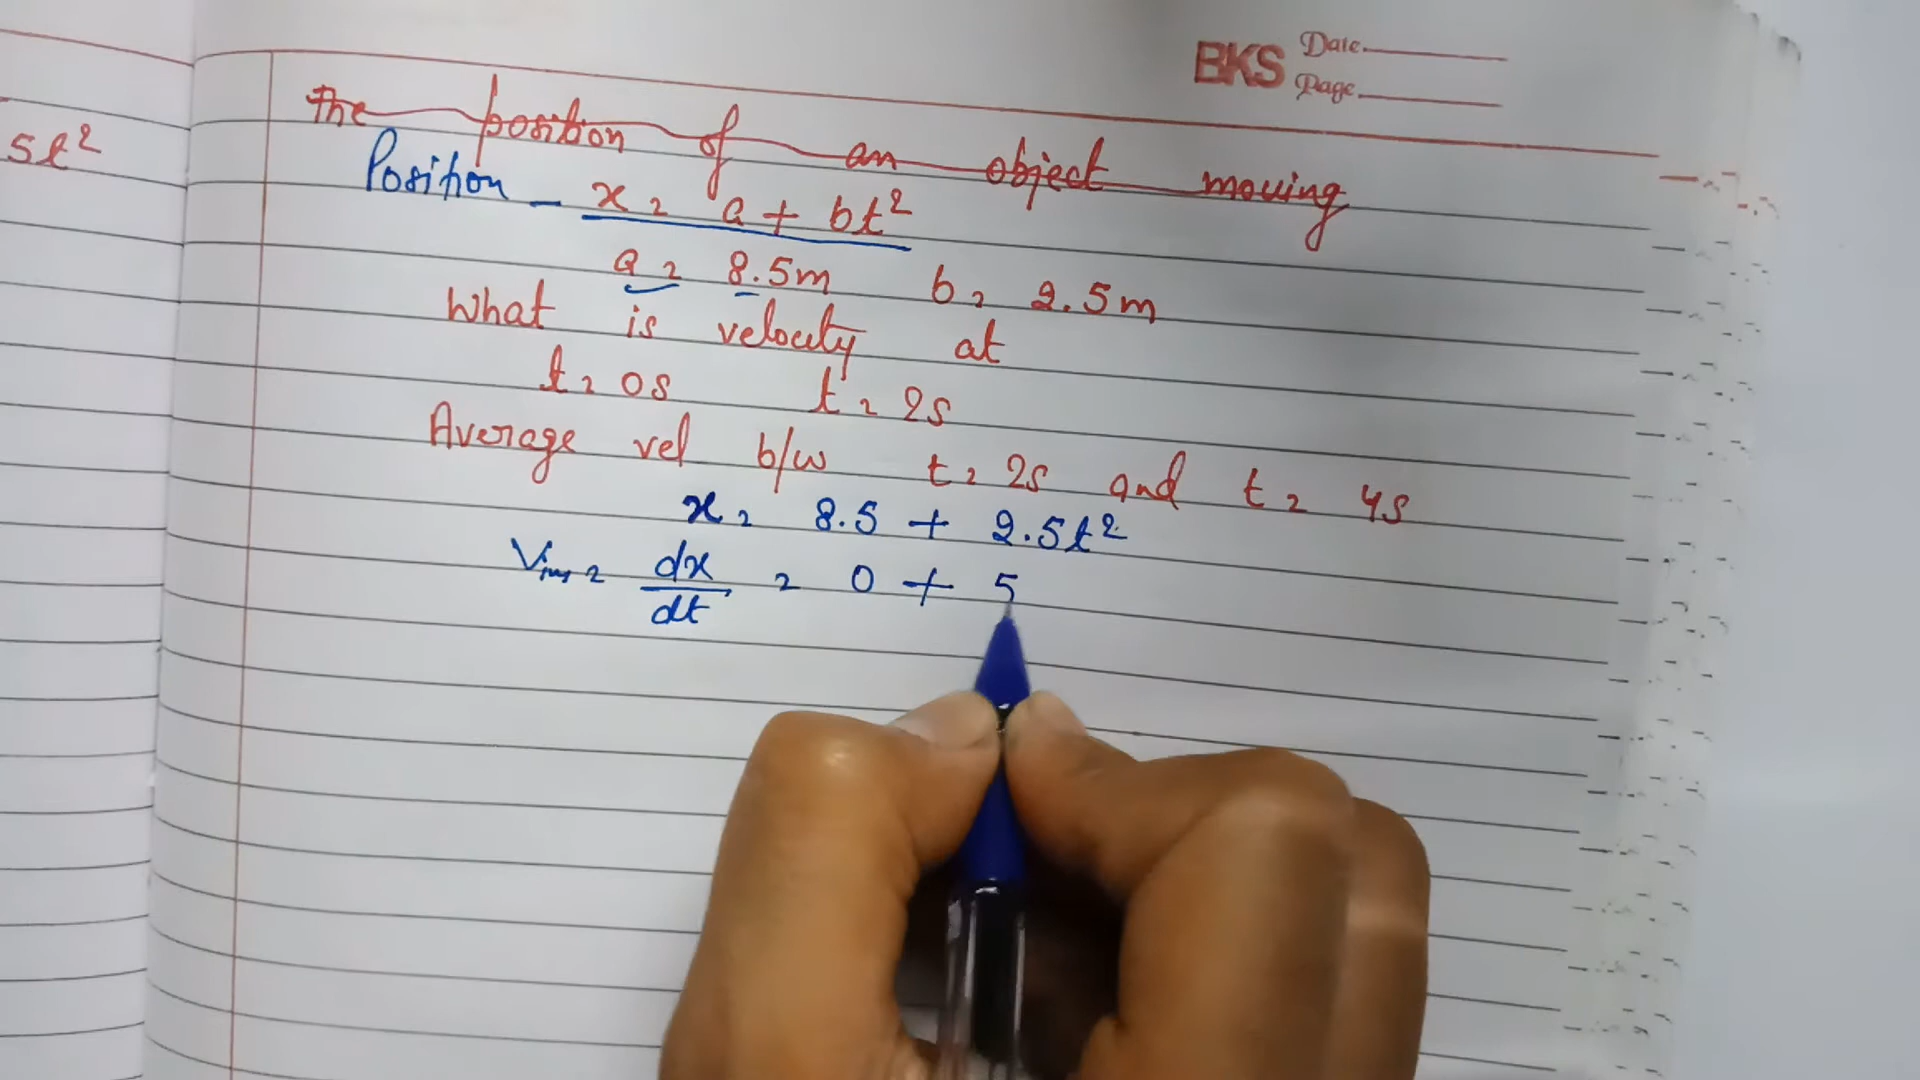 BKS Date.
Page.
5t²
The position of an object moving
Position - x = a + bt²
a = 8.5m b = 2.5m
What is velocity at
t = 0s t = 2s
Average vel b/w t = 2s and t = 4s
x = 8.5 + 2.5t²
Vins = dx/dt = 0 + 5